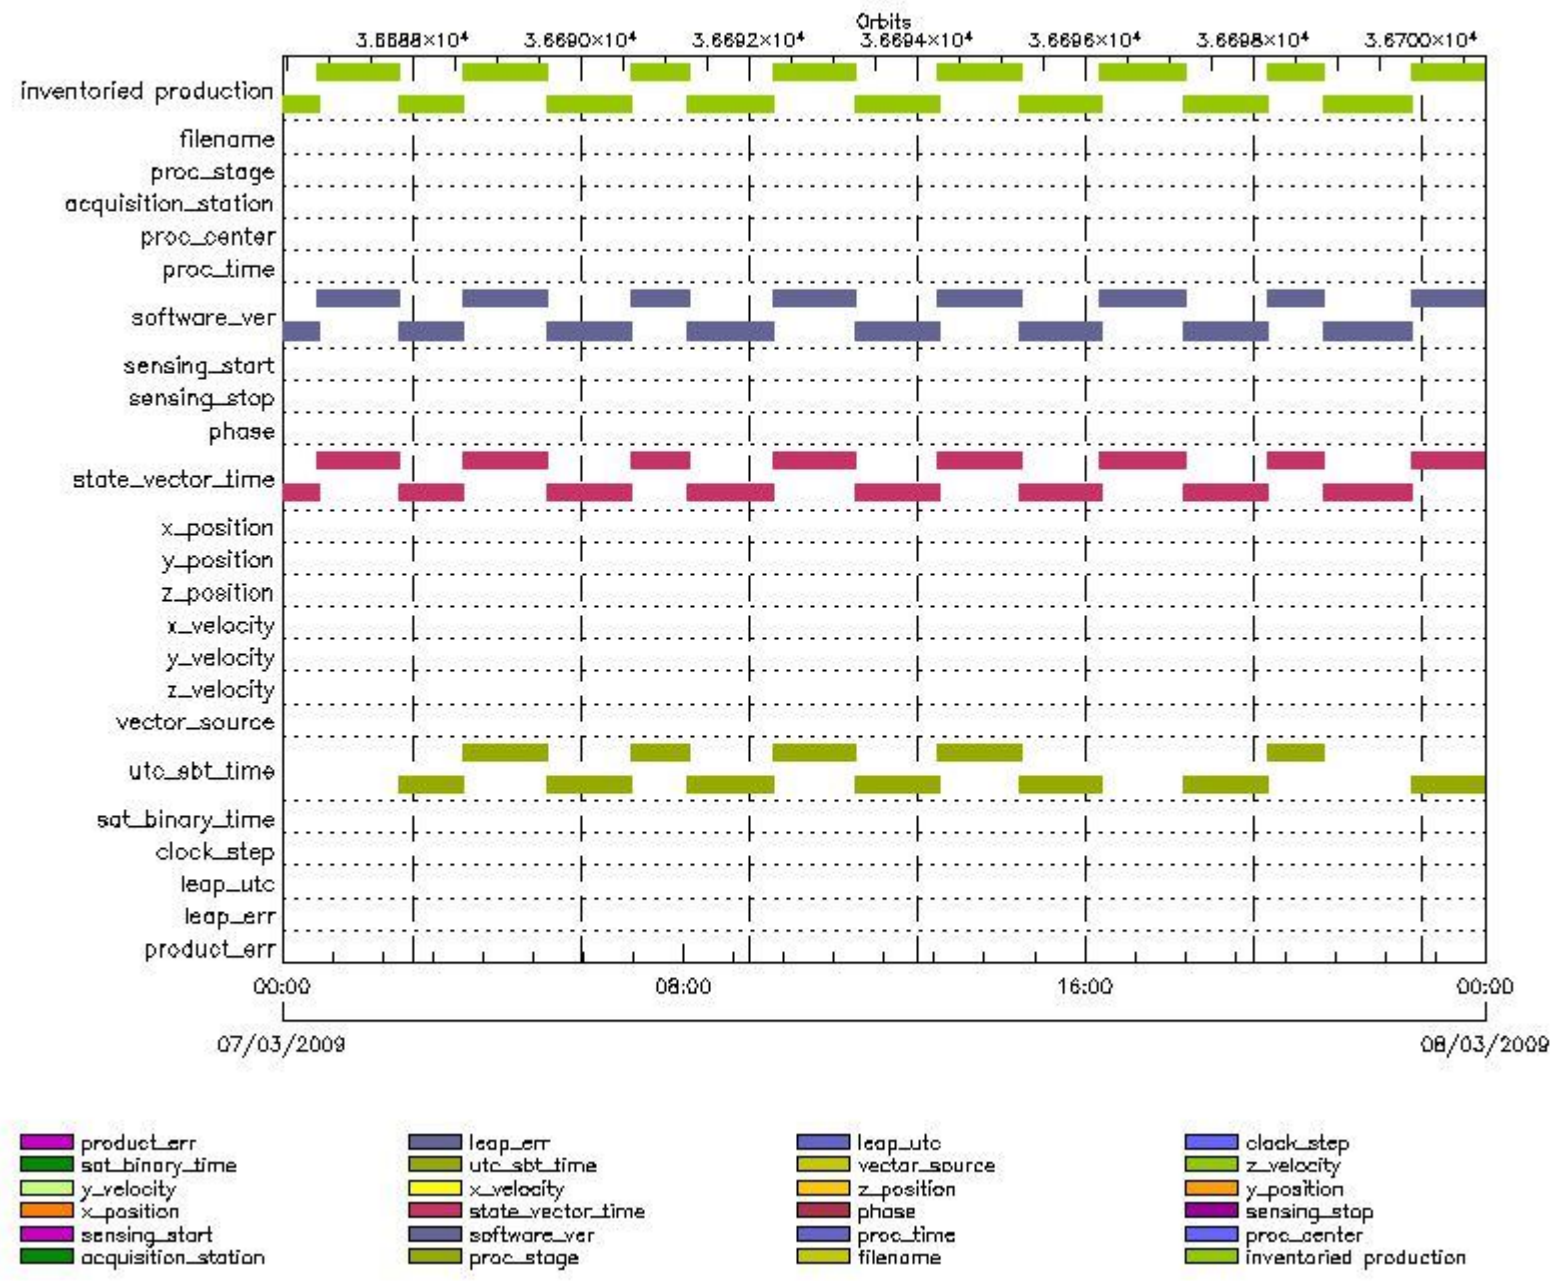 Orbits
3.6688×10⁴ 3.6690×10⁴ 3.6692×10⁴ 3.6694×10⁴ 3.6696×10⁴ 3.6698×10⁴ 3.6700×10⁴
inventoried production
filename
proc_stage
acquisition_station
proc_center
proc_time
software_ver
sensing_start
sensing_stop
phase
state_vector_time
x_position
y_position
z_position
x_velocity
y_velocity
z_velocity
vector_source
utc_sbt_time
sat_binary_time
clock_step
leap_utc
leap_err
product_err
00:00 08:00 16:00 00:00
07/03/2009 08/03/2009
product_err leap_err leap_utc clock_step
sat_binary_time utc_sbt_time vector_source z_velocity
y_velocity x_velocity z_position y_position
x_position state_vector_time phase sensing_stop
sensing_start software_ver proc_time proc_center
acquisition_station proc_stage filename inventoried production